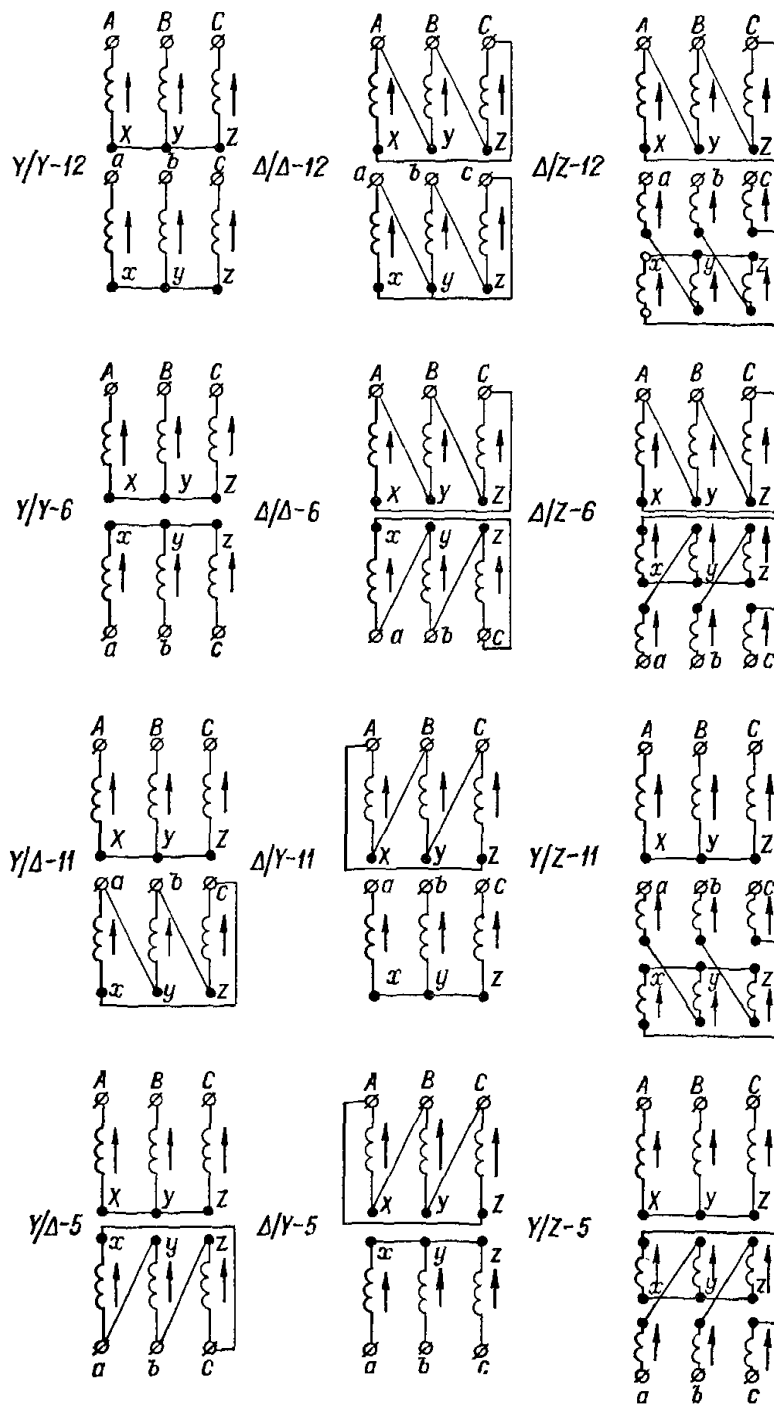 A B C
X Y Z
Y/Y-12
a b c
x y z
A B C
X Y Z
Δ/Δ-12
a b c
x y z
A B C
X Y Z
Δ/Z-12
a b c
x y z
A B C
X Y Z
Y/Y-6
x y z
a b c
A B C
X Y Z
Δ/Δ-6
x y z
a b c
A B C
X Y Z
Δ/Z-6
x y z
a b c
A B C
X Y Z
Y/Δ-11
a b c
x y z
A B C
X Y Z
Δ/Y-11
a b c
x y z
A B C
X Y Z
Y/Z-11
a b c
x y z
A B C
X Y Z
Y/Δ-5
x y z
a b c
A B C
X Y Z
Δ/Y-5
x y z
a b c
A B C
X Y Z
Y/Z-5
x y z
a b c